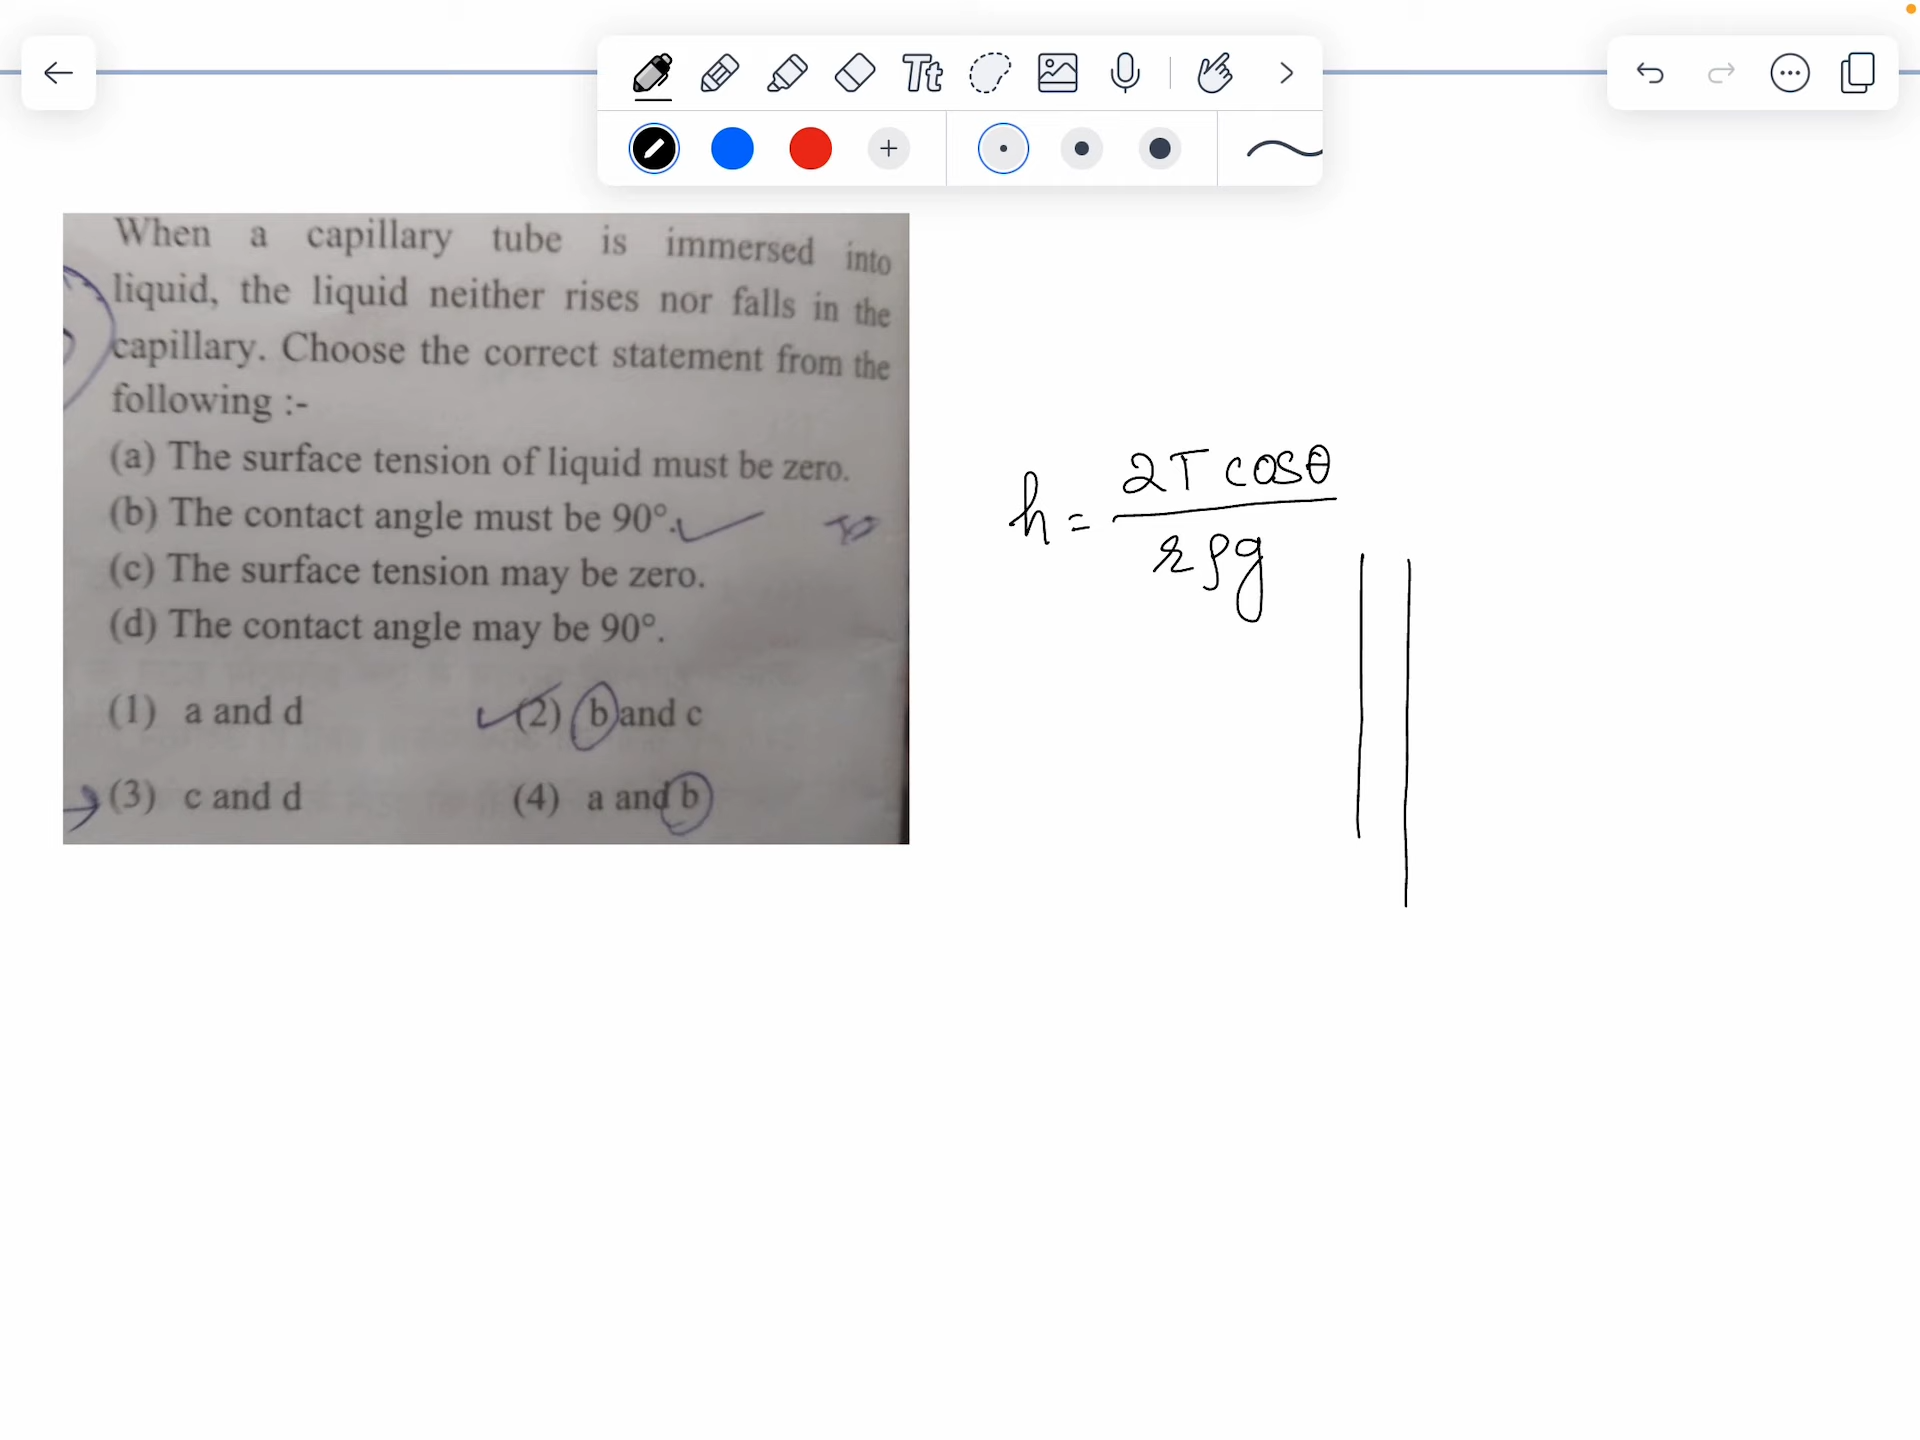 Tt
When a capillary tube is immersed into
liquid, the liquid neither rises nor falls in the
capillary. Choose the correct statement from the
following :-
(a) The surface tension of liquid must be zero.
(b) The contact angle must be 90°.
(c) The surface tension may be zero.
(d) The contact angle may be 90°.
(1) a and d (2) b and c
(3) c and d (4) a and b
h = 2T cosθ
rρg